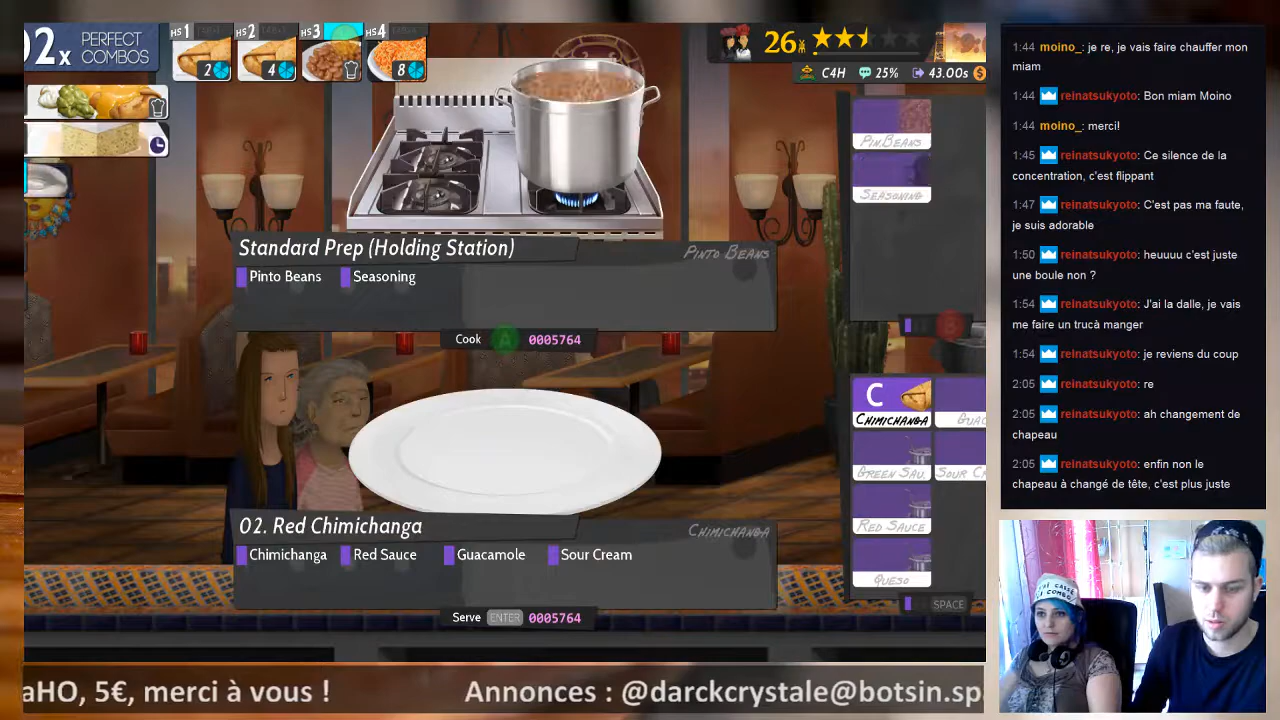 02x PERFECT COMBOS
HS1
HS2
HS3
HS4
2
4
8
26
C4H 25% 43.00s
PIN.BEANS
SEASONING
Standard Prep (Holding Station)
PINTO BEANS
Pinto Beans Seasoning
Cook A 0005764
B
C
CHIMICHANGA
GUAC
GREEN SAU.
SOUR C
RED SAUCE
QUESO
SPACE
02. Red Chimichanga
CHIMICHANGA
Chimichanga Red Sauce Guacamole Sour Cream
Serve ENTER 0005764
aHO, 5€, merci à vous ! Annonces : @darckcrystale@botsin.sp
1:44 moino_: je re, je vais faire chauffer mon
miam
1:44 reinatsukyoto: Bon miam Moino
1:44 moino_: merci!
1:45 reinatsukyoto: Ce silence de la
concentration, c'est flippant
1:47 reinatsukyoto: C'est pas ma faute,
je suis adorable
1:50 reinatsukyoto: heuuuu c'est juste
une boule non ?
1:54 reinatsukyoto: J'ai la dalle, je vais
me faire un trucà manger
1:54 reinatsukyoto: je reviens du coup
2:05 reinatsukyoto: re
2:05 reinatsukyoto: ah changement de
chapeau
2:05 reinatsukyoto: enfin non le
chapeau à changé de tête, c'est plus juste